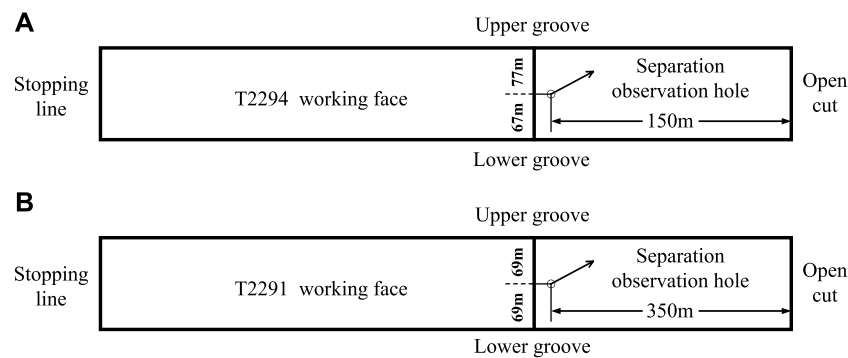 A
Upper groove
Stopping
line
T2294 working face
77m
67m
Separation
observation hole
150m
Open
cut
Lower groove
B
Upper groove
Stopping
line
T2291 working face
69m
69m
Separation
observation hole
350m
Open
cut
Lower groove